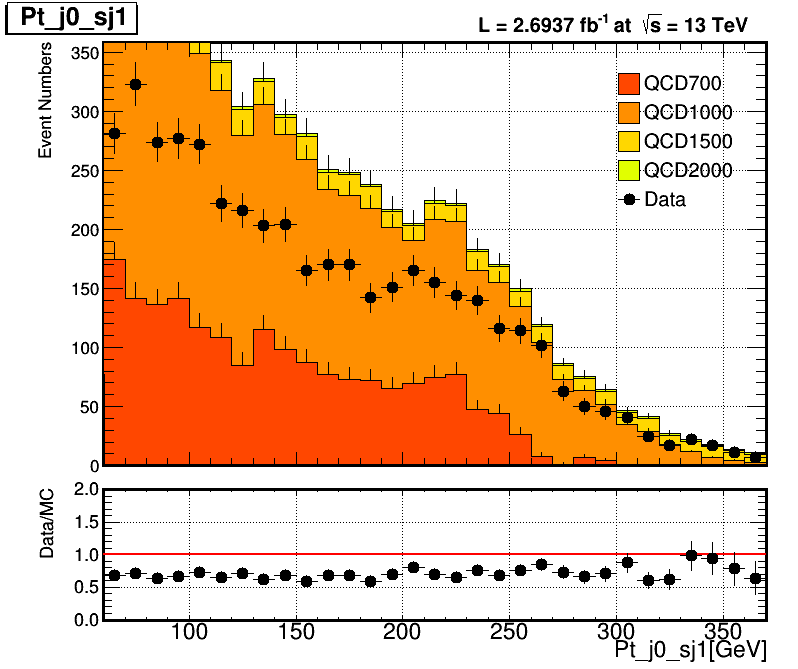 Pt_j0_sj1
L = 2.6937 fb-1 at √s = 13 TeV
Event Numbers
350
300
250
200
150
100
50
0
QCD700
QCD1000
QCD1500
QCD2000
Data
Data/MC
2.0
1.5
1.0
0.5
0.0
100 150 200 250 300 350
Pt_j0_sj1[GeV]